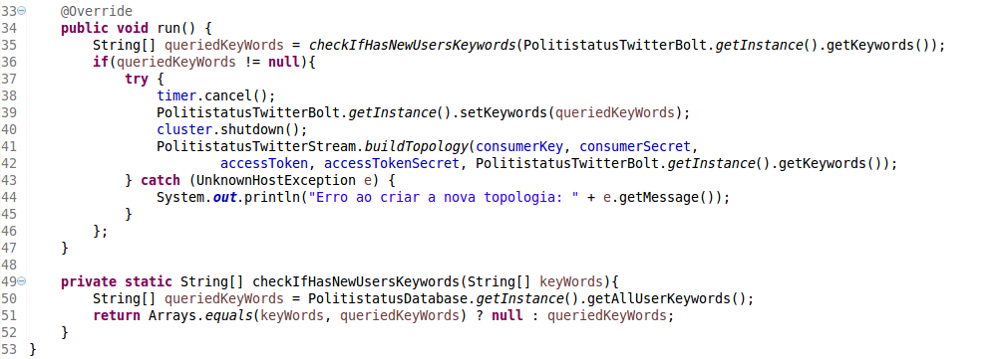 33 @Override
34 public void run() {
35 String[] queriedKeyWords = checkIfHasNewUsersKeywords(PolitistatusTwitterBolt.getInstance().getKeywords());
36 if(queriedKeyWords != null){
37 try {
38 timer.cancel();
39 PolitistatusTwitterBolt.getInstance().setKeywords(queriedKeyWords);
40 cluster.shutdown();
41 PolitistatusTwitterStream.buildTopology(consumerKey, consumerSecret,
42 accessToken, accessTokenSecret, PolitistatusTwitterBolt.getInstance().getKeywords());
43 } catch (UnknownHostException e) {
44 System.out.println("Erro ao criar a nova topologia: " + e.getMessage());
45 }
46 };
47 }
48
49 private static String[] checkIfHasNewUsersKeywords(String[] keyWords){
50 String[] queriedKeyWords = PolitistatusDatabase.getInstance().getAllUserKeywords();
51 return Arrays.equals(keyWords, queriedKeyWords) ? null : queriedKeyWords;
52 }
53 }